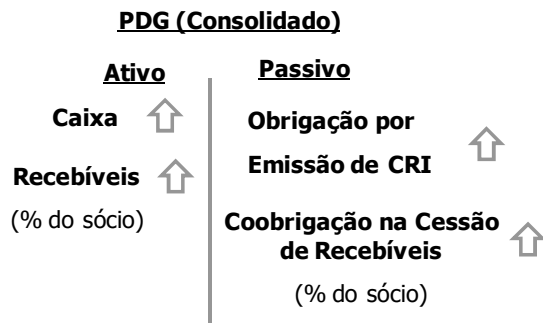 PDG (Consolidado)
Ativo
Caixa
Recebíveis
(% do sócio)
Passivo
Obrigação por
Emissão de CRI
Coobrigação na Cessão
de Recebíveis
(% do sócio)